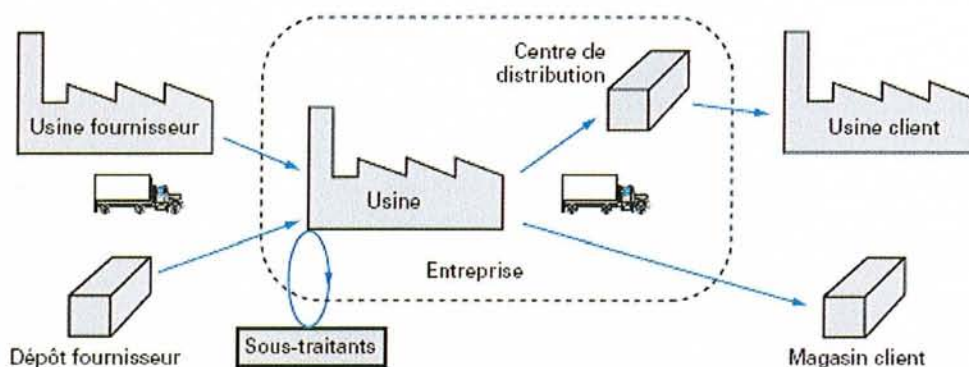 Centre de
distribution
Usine fournisseur
Usine client
Usine
Entreprise
Dépôt fournisseur
Sous-traitants
Magasin client